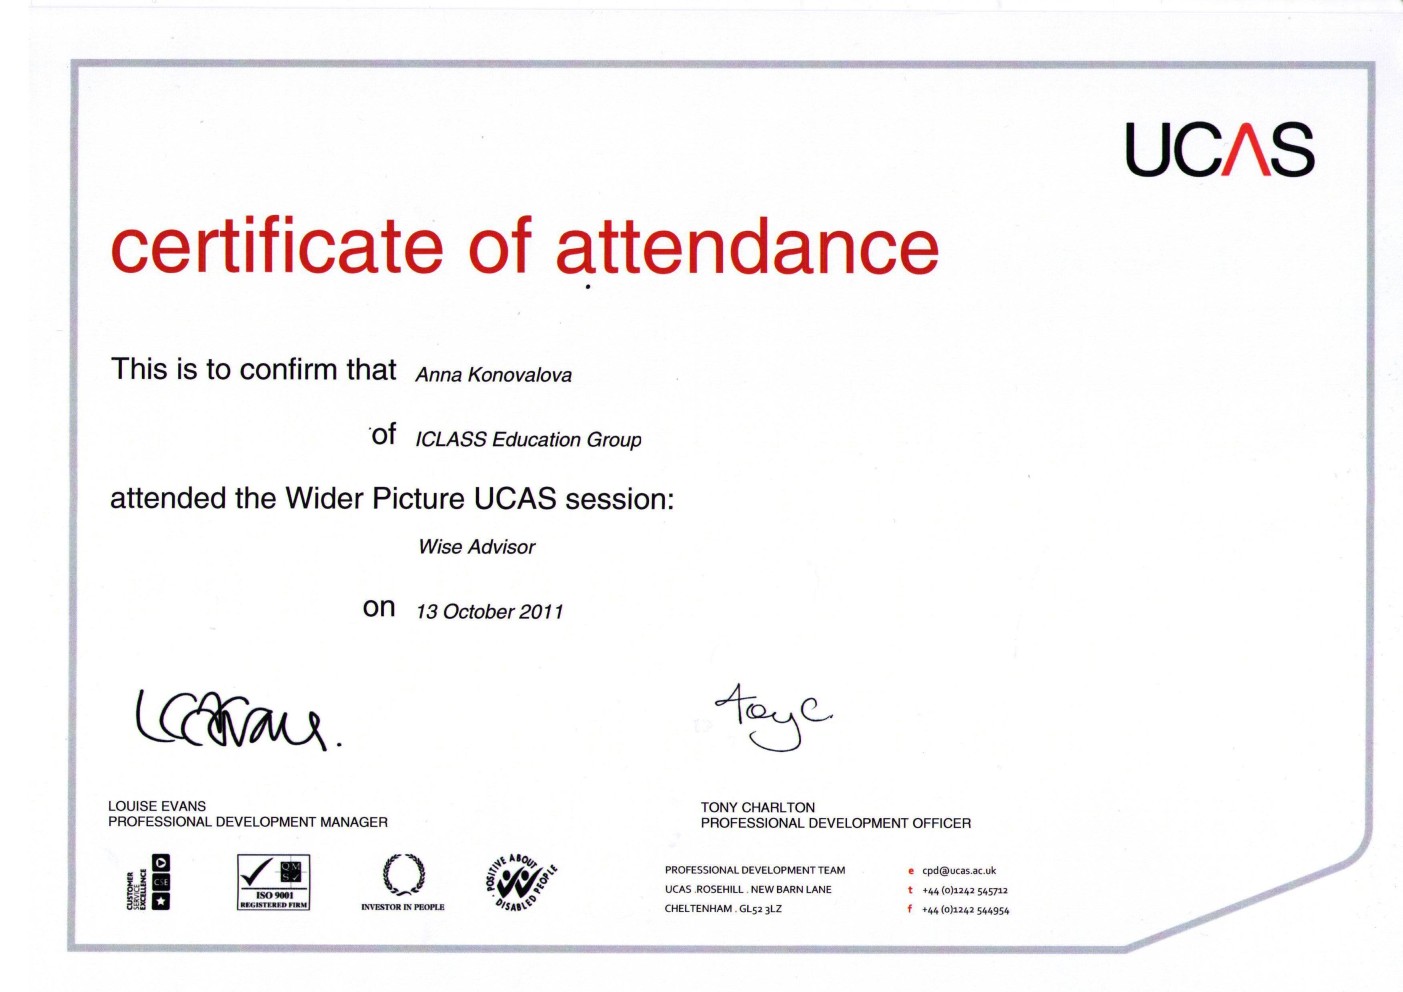 UCAS
certificate of attendance
This is to confirm that Anna Konovalova
of ICLASS Education Group
attended the Wider Picture UCAS session:
Wise Advisor
on 13 October 2011
LOUISE EVANS
PROFESSIONAL DEVELOPMENT MANAGER
TONY CHARLTON
PROFESSIONAL DEVELOPMENT OFFICER
CUSTOMER
SERVICE
EXCELLENCE
CSE
QMS
ISO 9001
REGISTERED FIRM
INVESTOR IN PEOPLE
POSITIVE ABOUT
DISABLED PEOPLE
PROFESSIONAL DEVELOPMENT TEAM
UCAS . ROSEHILL . NEW BARN LANE
CHELTENHAM . GL52 3LZ
e cpd@ucas.ac.uk
t +44 (0)1242 545712
f +44 (0)1242 544954